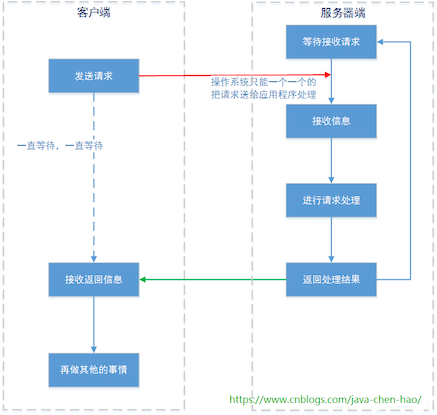 客户端
服务器端
等待接收请求
发送请求
操作系统只能一个一个的
把请求送给应用程序处理
接收信息
一直等待，一直等待
进行请求处理
接收返回信息
返回处理结果
再做其他的事情
https://www.cnblogs.com/java-chen-hao/